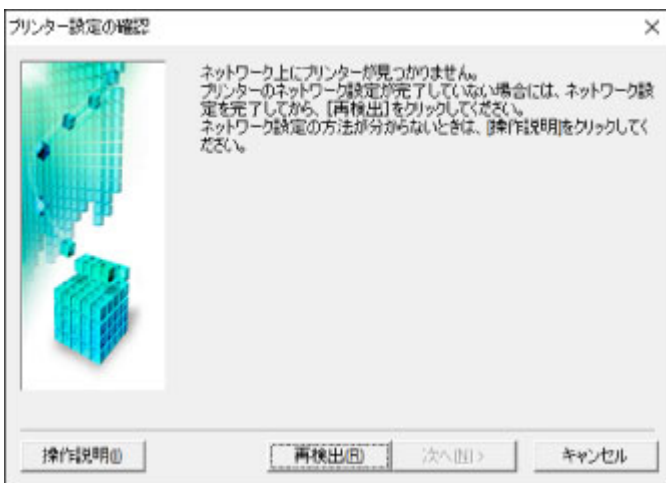 プリンター設定の確認
ネットワーク上にプリンターが見つかりません。
プリンターのネットワーク設定が完了していない場合には、ネットワーク設
定を完了してから、[再検出]をクリックしてください。
ネットワーク設定の方法が分からないときは、[操作説明]をクリックしてく
ださい。
操作説明(I)
再検出(R)
次へ(N) >
キャンセル